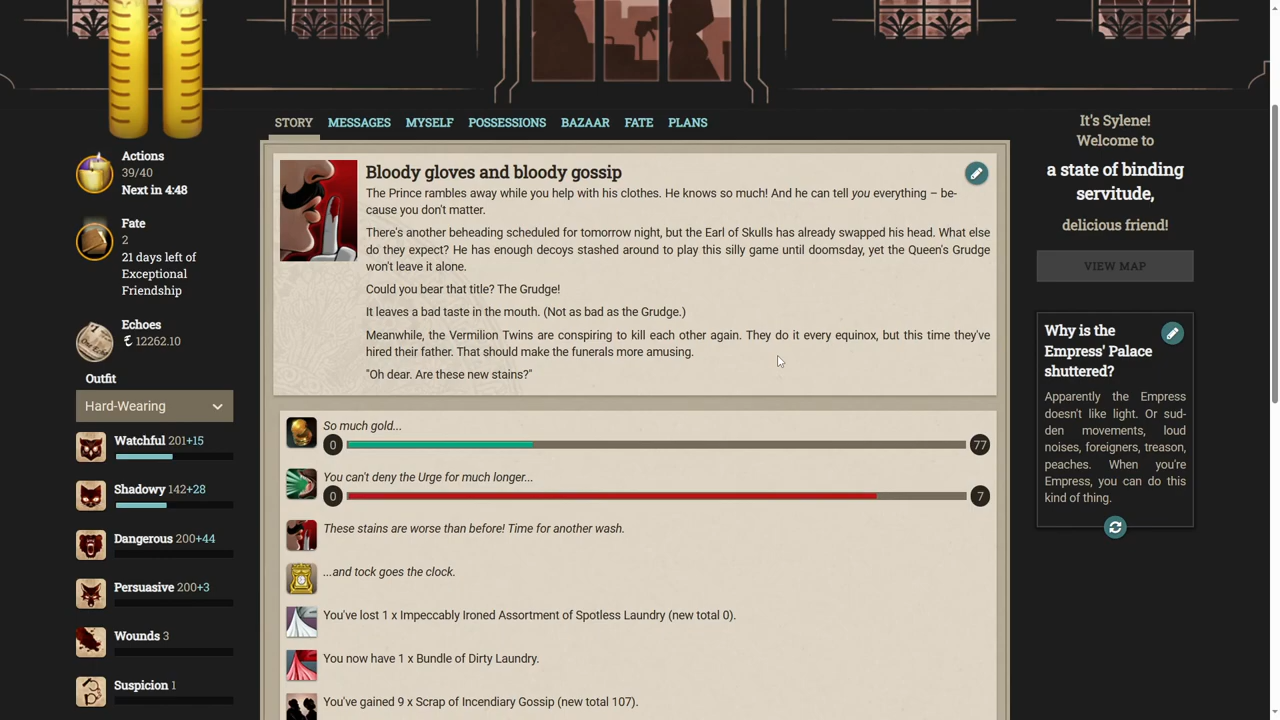 STORY MESSAGES MYSELF POSSESSIONS BAZAAR FATE PLANS
Actions
39/40
Next in 4:48
Fate
2
21 days left of
Exceptional
Friendship
Echoes
12262.10
Outfit
Hard-Wearing
Watchful 201+15
Shadowy 142+28
Dangerous 200+44
Persuasive 200+3
Wounds 3
Suspicion 1
Bloody gloves and bloody gossip
The Prince rambles away while you help with his clothes. He knows so much! And he can tell you everything – be-
cause you don't matter.
There's another beheading scheduled for tomorrow night, but the Earl of Skulls has already swapped his head. What else
do they expect? He has enough decoys stashed around to play this silly game until doomsday, yet the Queen's Grudge
won't leave it alone.
Could you bear that title? The Grudge!
It leaves a bad taste in the mouth. (Not as bad as the Grudge.)
Meanwhile, the Vermilion Twins are conspiring to kill each other again. They do it every equinox, but this time they've
hired their father. That should make the funerals more amusing.
"Oh dear. Are these new stains?"
So much gold...
0 77
You can't deny the Urge for much longer...
0 7
These stains are worse than before! Time for another wash.
...and tock goes the clock.
You've lost 1 x Impeccably Ironed Assortment of Spotless Laundry (new total 0).
You now have 1 x Bundle of Dirty Laundry.
You've gained 9 x Scrap of Incendiary Gossip (new total 107).
It's Sylene!
Welcome to
a state of binding
servitude,
delicious friend!
VIEW MAP
Why is the
Empress' Palace
shuttered?
Apparently the Empress
doesn't like light. Or sud-
den movements, loud
noises, foreigners, treason,
peaches. When you're
Empress, you can do this
kind of thing.